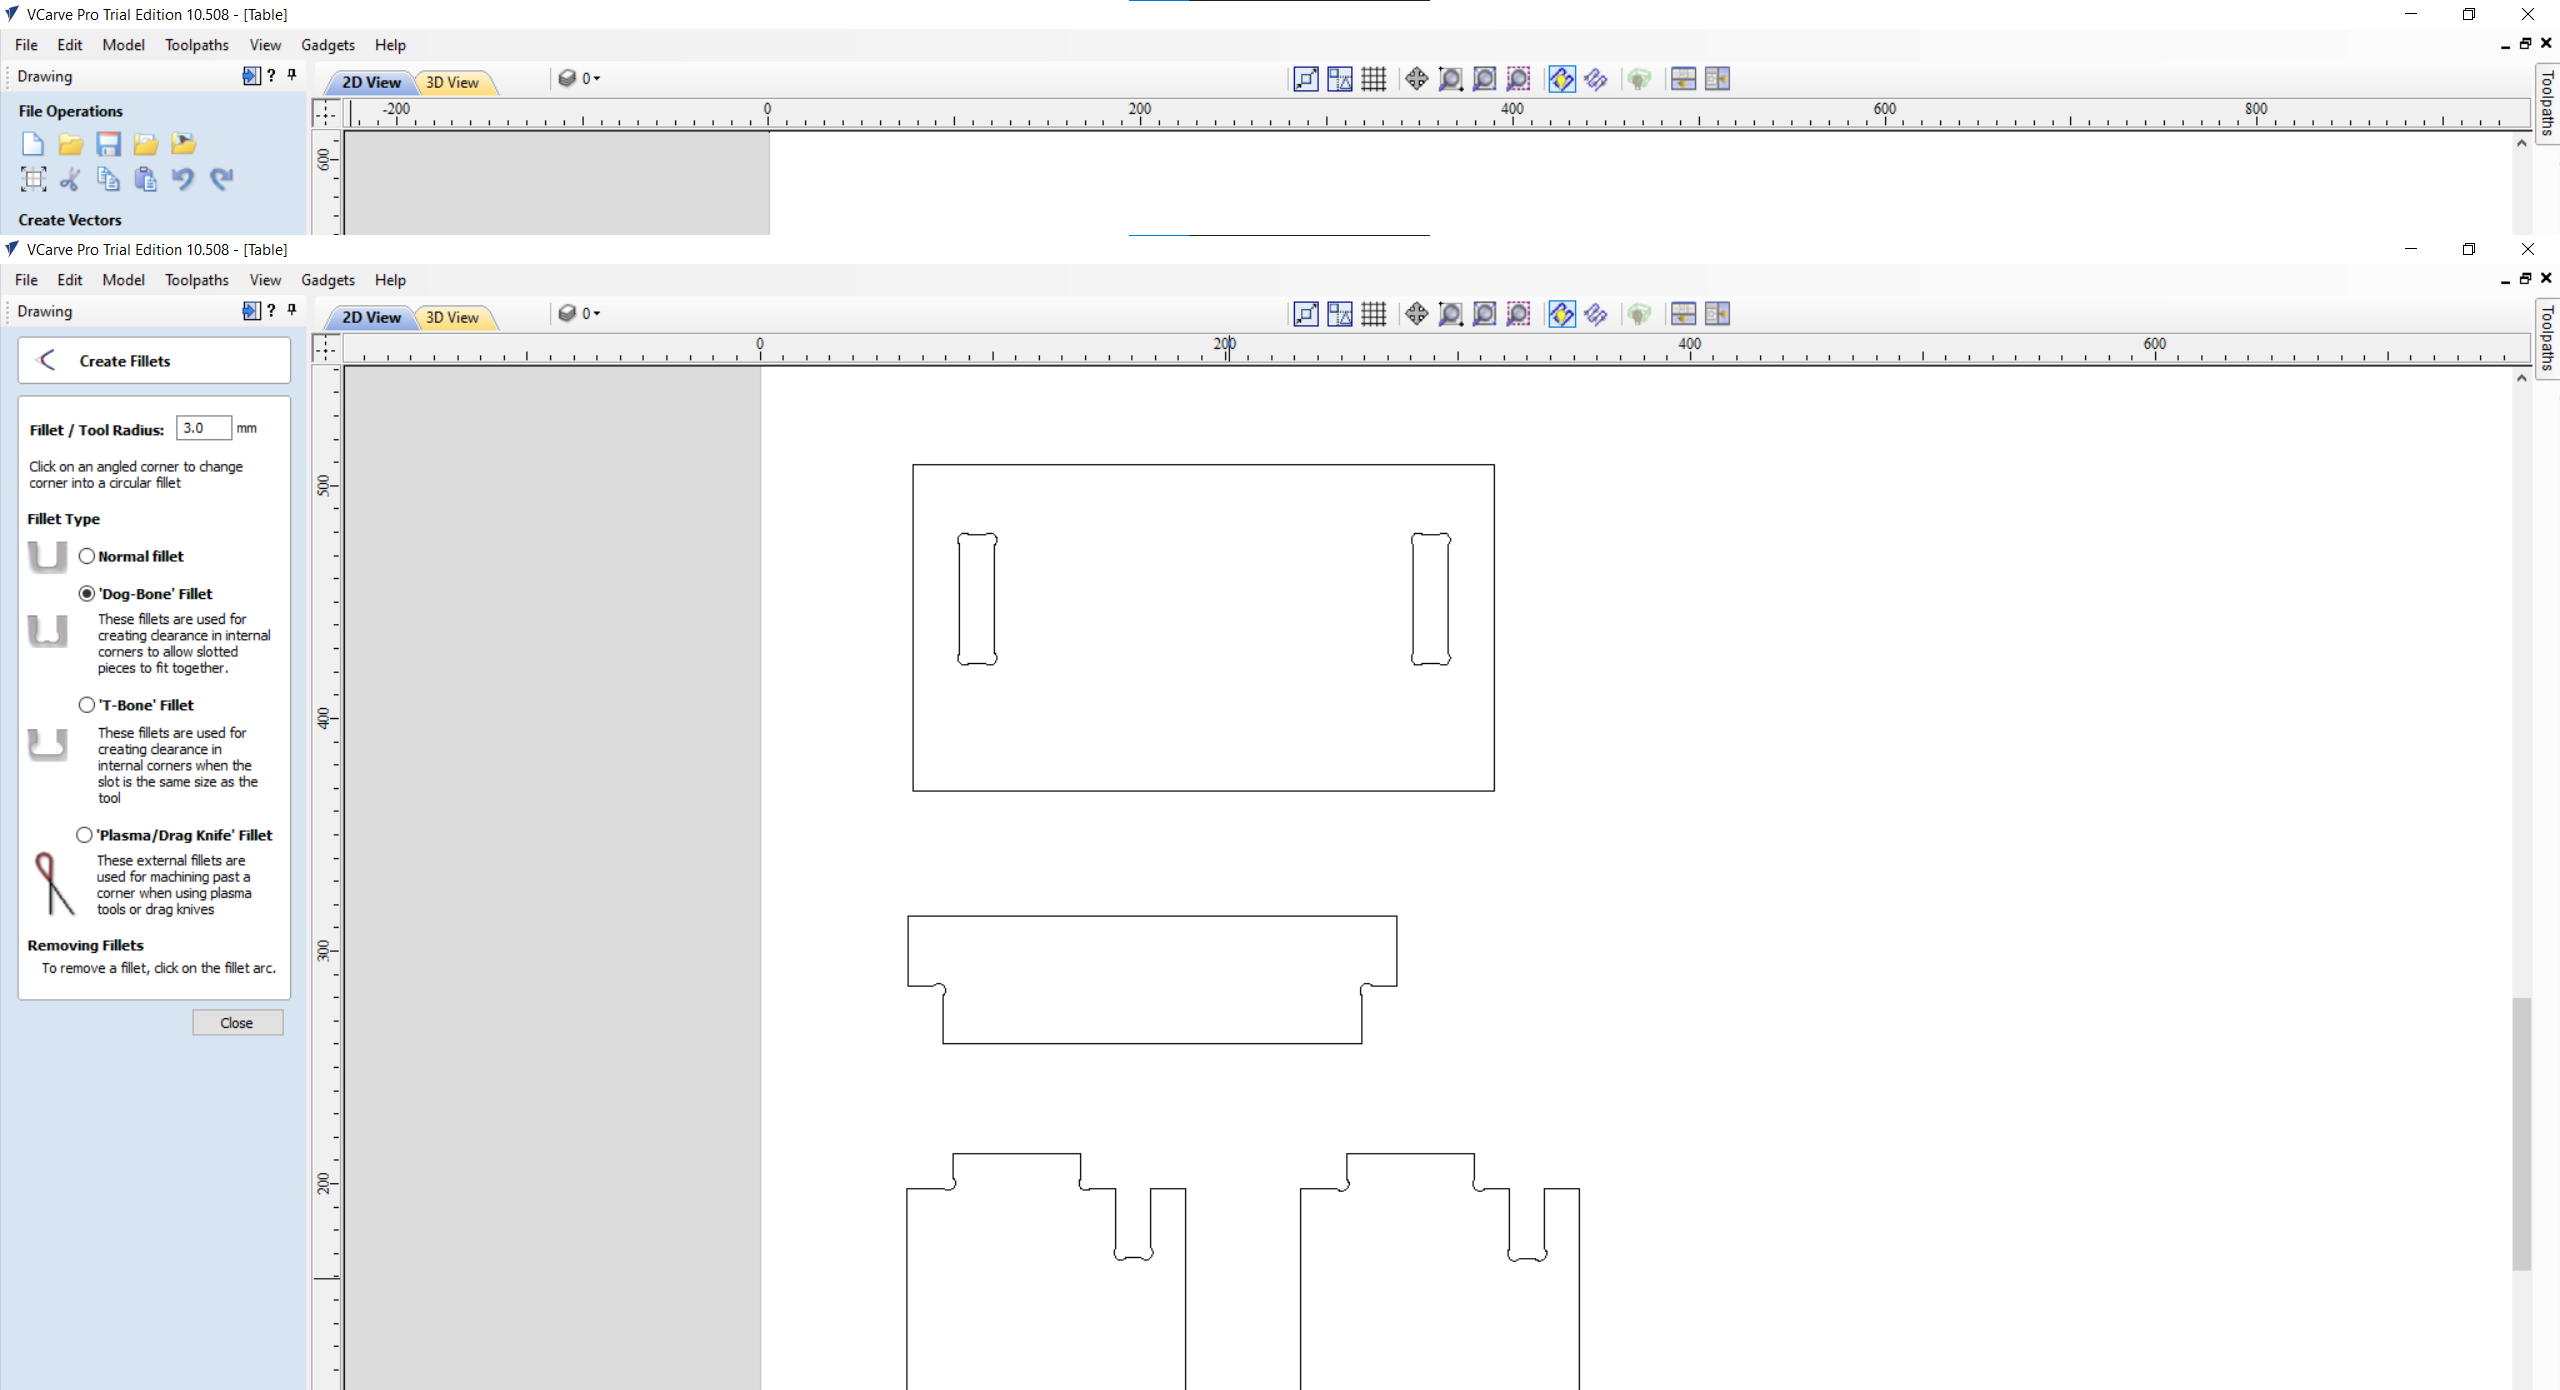 VCarve Pro Trial Edition 10.508 - [Table]
File Edit Model Toolpaths View Gadgets Help
Drawing ?
2D View 3D View 0
File Operations
-200 0 200 400 600 800
Toolpaths
600
Create Vectors
VCarve Pro Trial Edition 10.508 - [Table]
File Edit Model Toolpaths View Gadgets Help
Drawing ?
2D View 3D View 0
0 200 400 600
Toolpaths
Create Fillets
Fillet / Tool Radius: 3.0 mm
Click on an angled corner to change
corner into a circular fillet
Fillet Type
Normal fillet
'Dog-Bone' Fillet
These fillets are used for
creating clearance in internal
corners to allow slotted
pieces to fit together.
'T-Bone' Fillet
These fillets are used for
creating clearance in
internal corners when the
slot is the same size as the
tool
'Plasma/Drag Knife' Fillet
These external fillets are
used for machining past a
corner when using plasma
tools or drag knives
Removing Fillets
To remove a fillet, click on the fillet arc.
Close
500
400
300
200